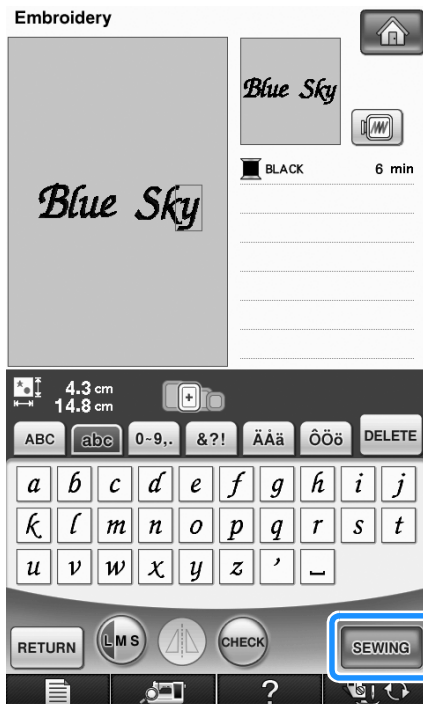 Embroidery
Blue Sky
Blue Sky
BLACK 6 min
4.3 cm
14.8 cm
ABC abc 0~9,. &?! ÄÅä ÔÖö DELETE
a b c d e f g h i j
k l m n o p q r s t
u v w x y z ’ ⎵
RETURN L M S CHECK SEWING
?